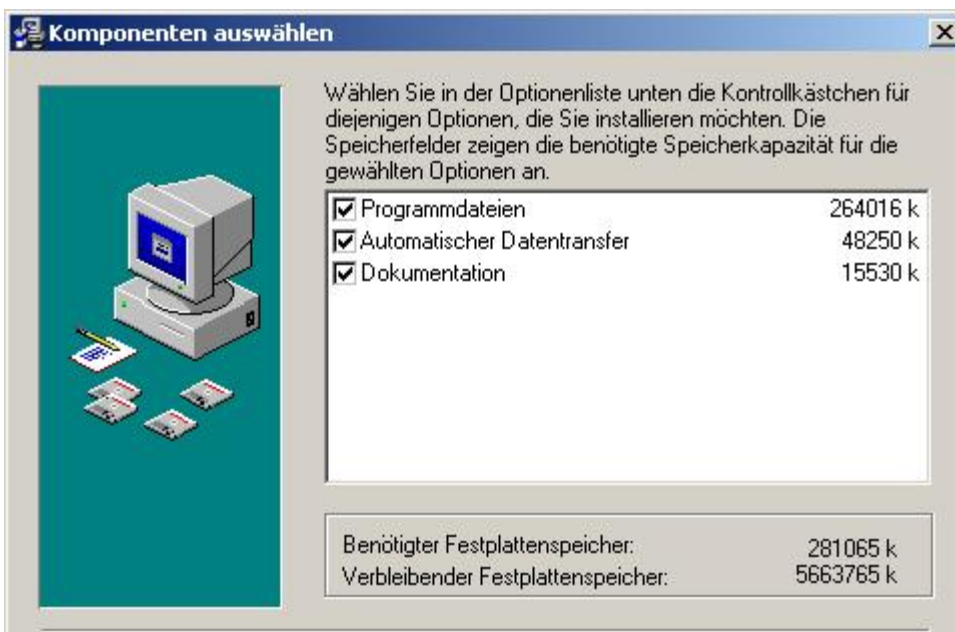 Komponenten auswählen
Wählen Sie in der Optionenliste unten die Kontrollkästchen für
diejenigen Optionen, die Sie installieren möchten. Die
Speicherfelder zeigen die benötigte Speicherkapazität für die
gewählten Optionen an.
Programmdateien 264016 k
Automatischer Datentransfer 48250 k
Dokumentation 15530 k
Benötigter Festplattenspeicher: 281065 k
Verbleibender Festplattenspeicher: 5663765 k